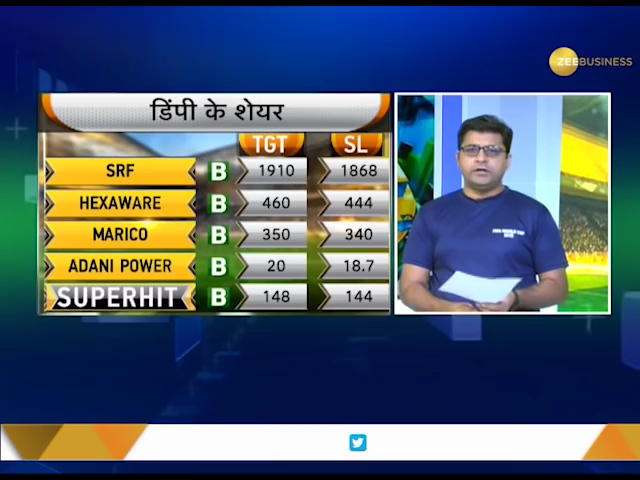 ZEEBUSINESS
डिंपी के शेयर
TGT SL
SRF B 1910 1868
HEXAWARE B 460 444
MARICO B 350 340
ADANI POWER B 20 18.7
SUPERHIT B 148 144